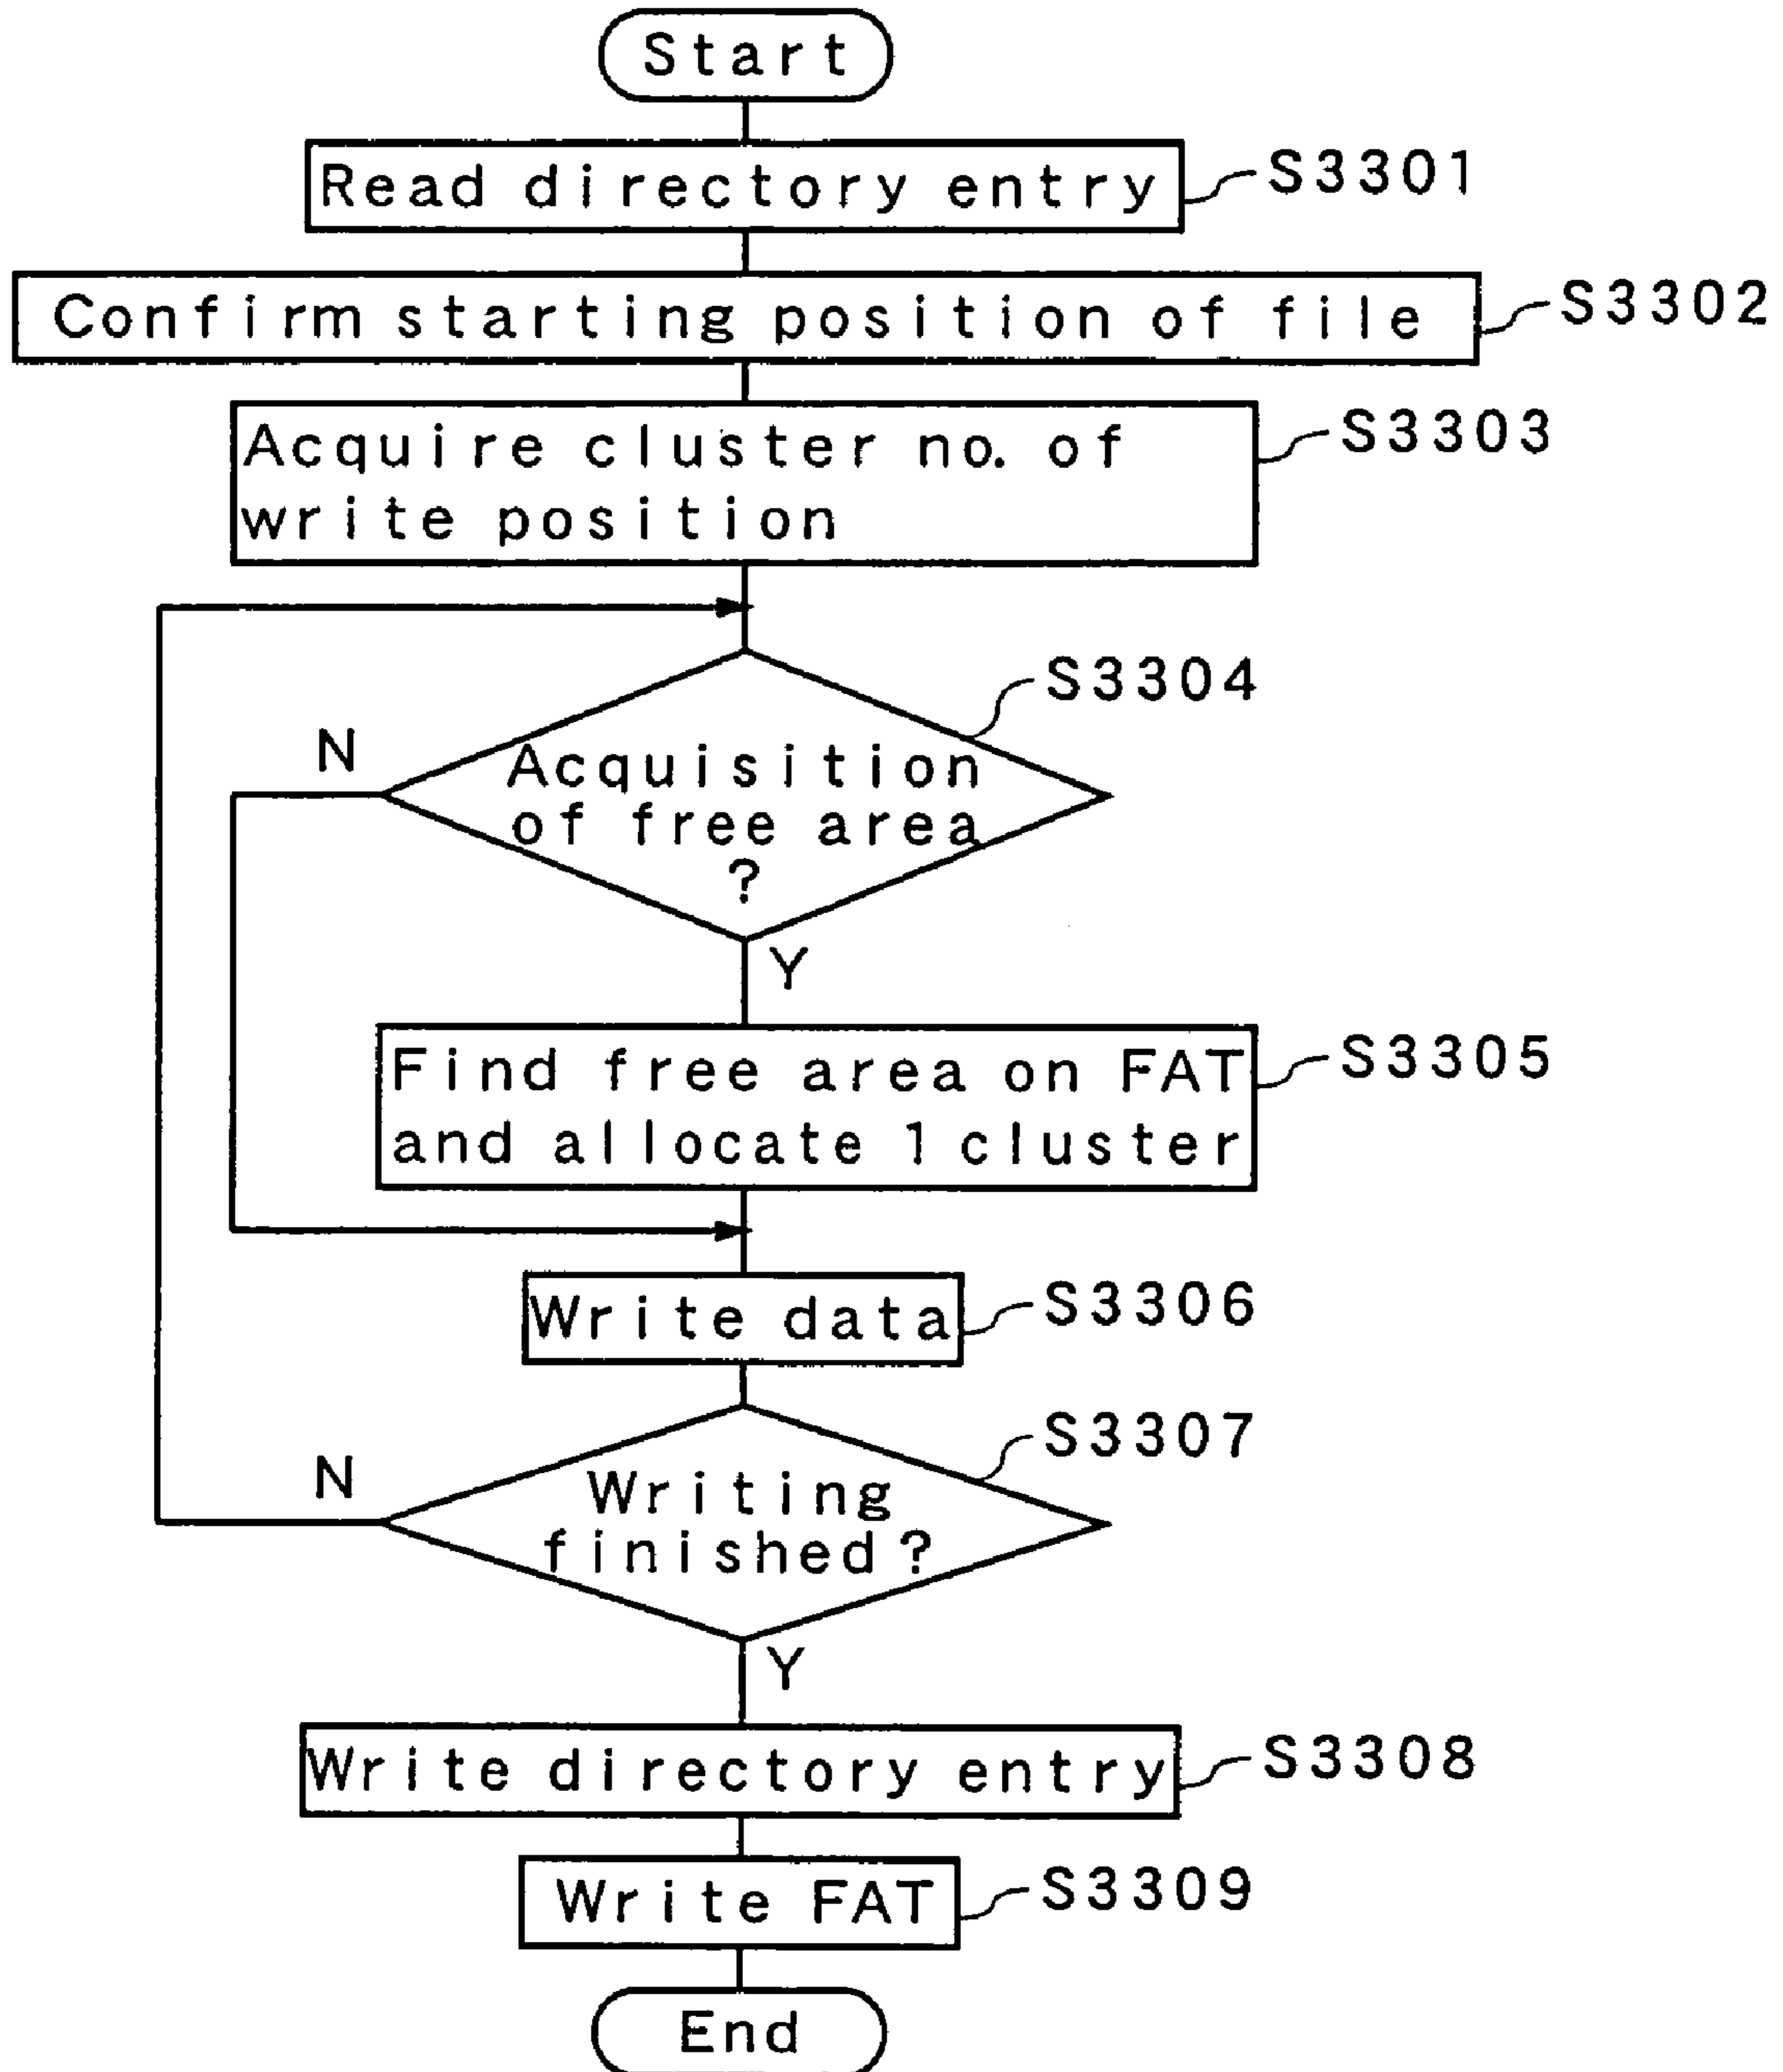 Start
Read directory entry
S3301
Confirm starting position of file
S3302
Acquire cluster no. of
write position
S3303
S3304
N
Acquisition
of free area
?
Y
Find free area on FAT
and allocate 1 cluster
S3305
Write data
S3306
S3307
N
Writing
finished?
Y
Write directory entry
S3308
Write FAT
S3309
End